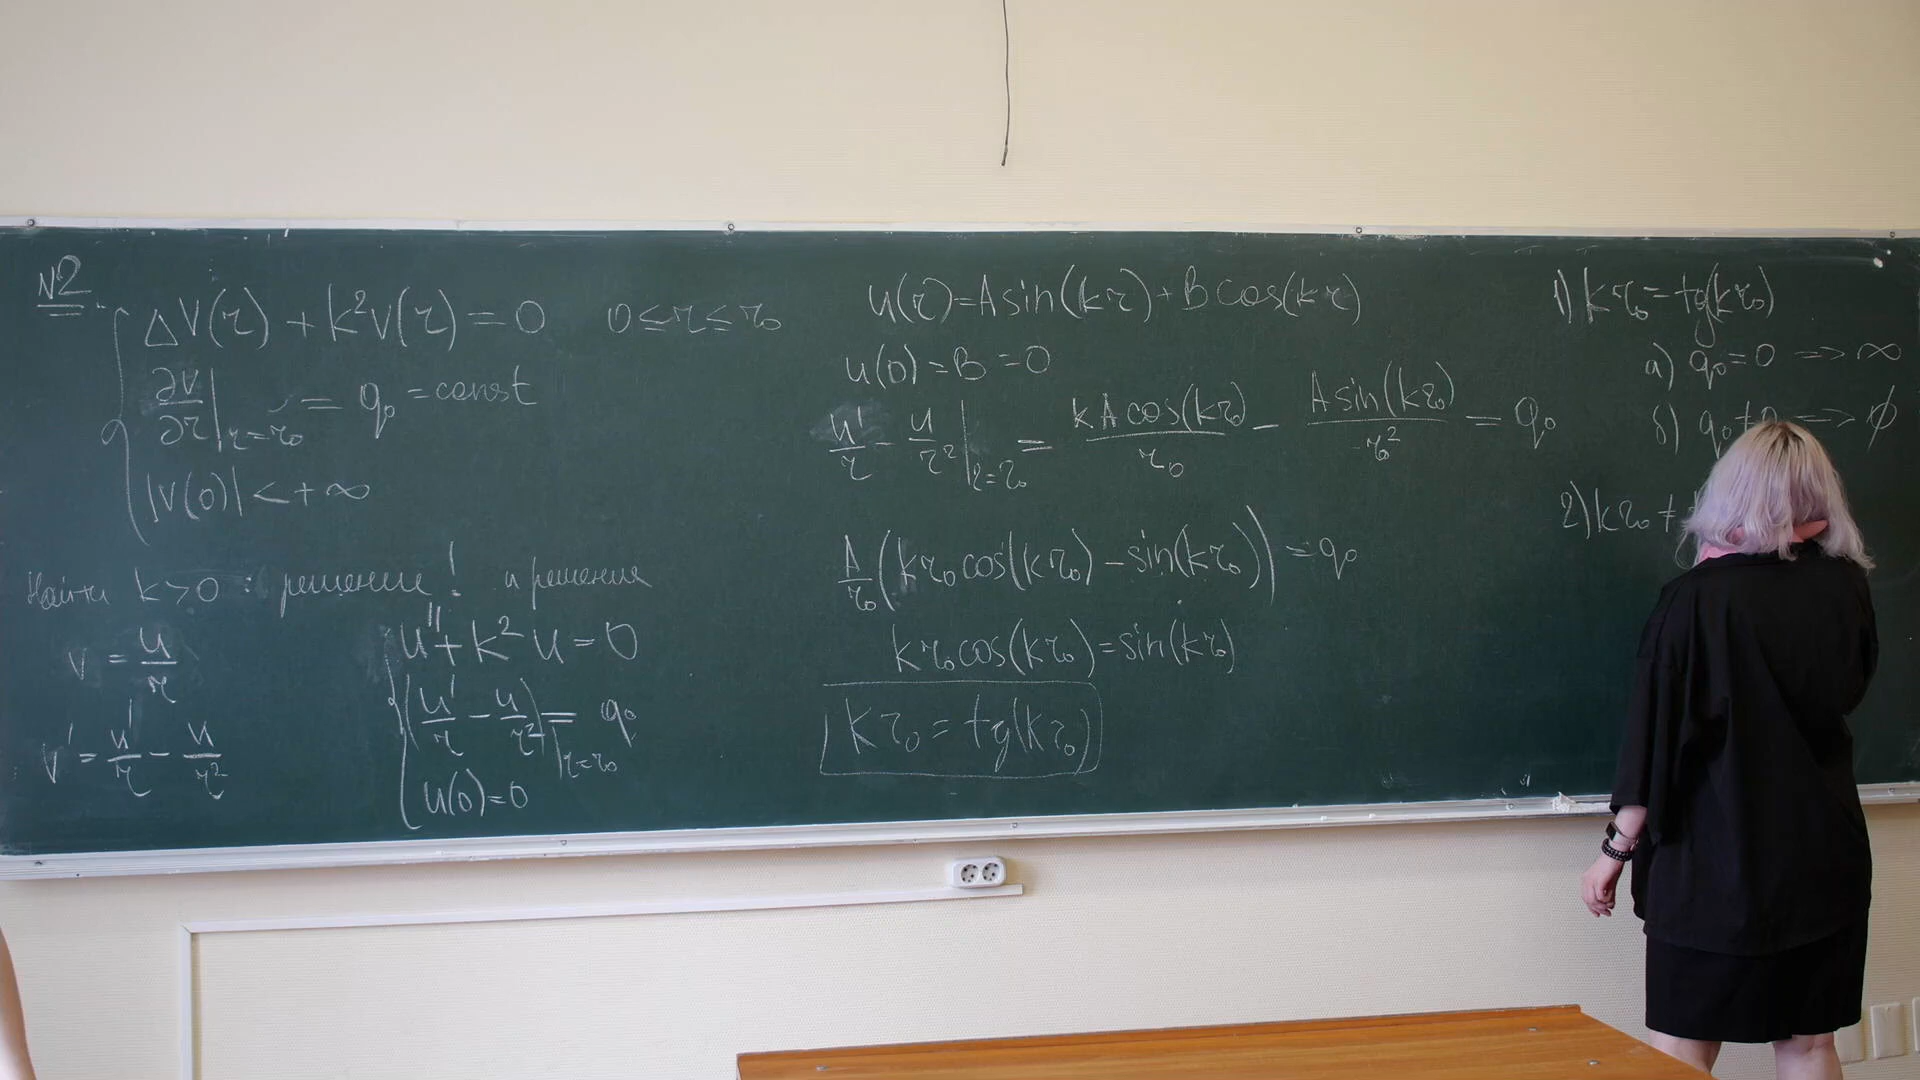 N2
ΔV(r) + k²V(r) = 0 0 ≤ r ≤ r₀
∂V/∂r |r=r₀ = q₀ = const
|V(0)| < +∞
Найти k > 0 : решение ! и решения
v = u/r
v' = u'/r - u/r²
u'' + k² u = 0
(u'/r - u/r²) |r=r₀ = q₀
u(0) = 0
u(r) = A sin(kr) + B cos(kr)
u(0) = B = 0
u'/r - u/r² |r=r₀ = kA cos(kr₀)/r₀ - A sin(kr₀)/r₀² = q₀
A/r₀ (kr₀ cos(kr₀) - sin(kr₀)) = q₀
kr₀ cos(kr₀) = sin(kr₀)
kr₀ = tg(kr₀)
1) kr₀ = tg(kr₀)
a) q₀ = 0 => ∞
б) q₀ ≠ 0 => ∅
2) kr₀ ≠